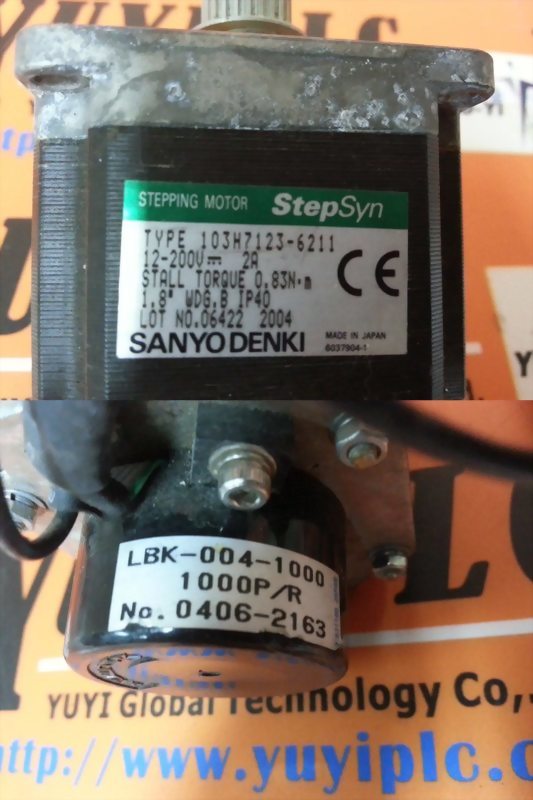 YUYI
STEPPING MOTOR StepSyn
TYPE 103H7123-6211
12-200V⎓ 2A
STALL TORQUE 0.83N·m
1.8° WDG.B IP40
LOT NO.06422 2004
CE
SANYO DENKI
MADE IN JAPAN
6037904-1
LBK-004-1000
1000P/R
No. 0406-2163
YUYI Global Technology Co.,
http://www.yuyiplc.c